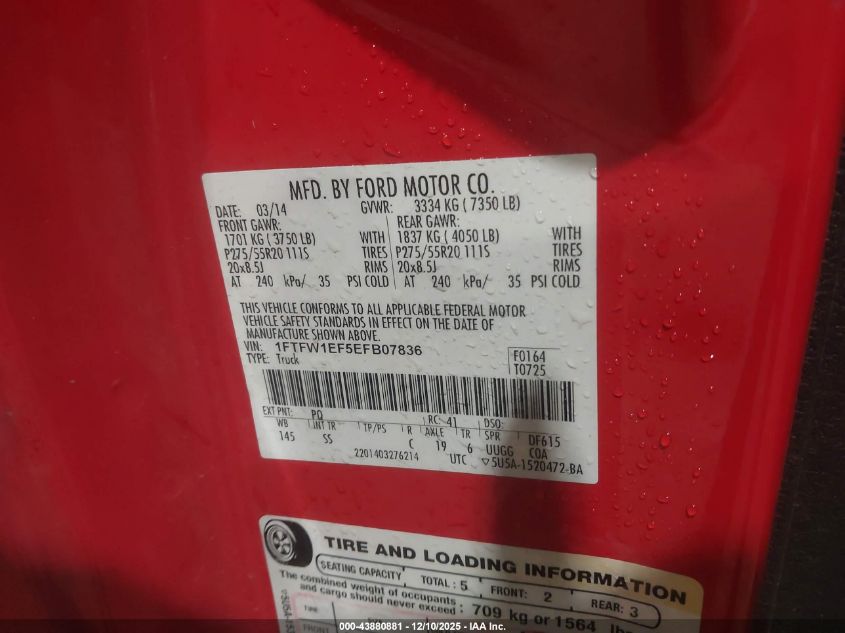 MFD. BY FORD MOTOR CO.
DATE: 03/14 GVWR: 3334 KG ( 7350 LB)
FRONT GAWR: REAR GAWR:
1701 KG ( 3750 LB) WITH 1837 KG ( 4050 LB) WITH
P275/55R20 111S TIRES P275/55R20 111S TIRES
20x8.5J RIMS 20x8.5J RIMS
AT 240 kPa/ 35 PSI COLD AT 240 kPa/ 35 PSI COLD
THIS VEHICLE CONFORMS TO ALL APPLICABLE FEDERAL MOTOR
VEHICLE SAFETY STANDARDS IN EFFECT ON THE DATE OF
MANUFACTURE SHOWN ABOVE.
VIN: 1FTFW1EF5EFB07836 F0164
TYPE: Truck T0725
EXT PNT: PQ RC: 41 DSO:
WB INT TR TP/PS R AXLE TR SPR DF615
145 SS C 19 6 UUGG COA
2201403276214 UTC ▽5U5A-1520472-BA
TIRE AND LOADING INFORMATION
SEATING CAPACITY TOTAL : 5 FRONT : 2 REAR : 3
The combined weight of occupants
and cargo should never exceed : 709 kg or 1564 lbs
TIRE
FRONT
000-43880881 - 12/10/2025 - IAA Inc.